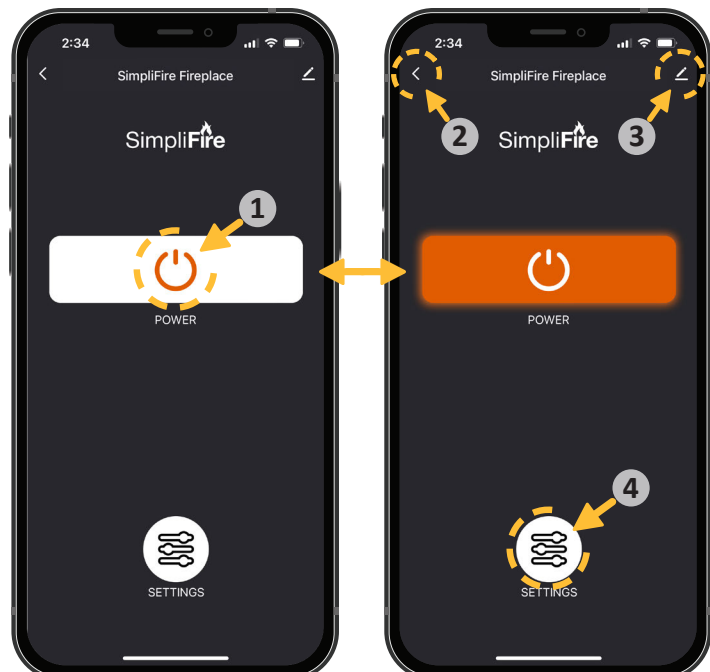 2:34
SimpliFire Fireplace
SimpliFire
1
POWER
SETTINGS
2:34
SimpliFire Fireplace
2
3
SimpliFire
POWER
4
SETTINGS